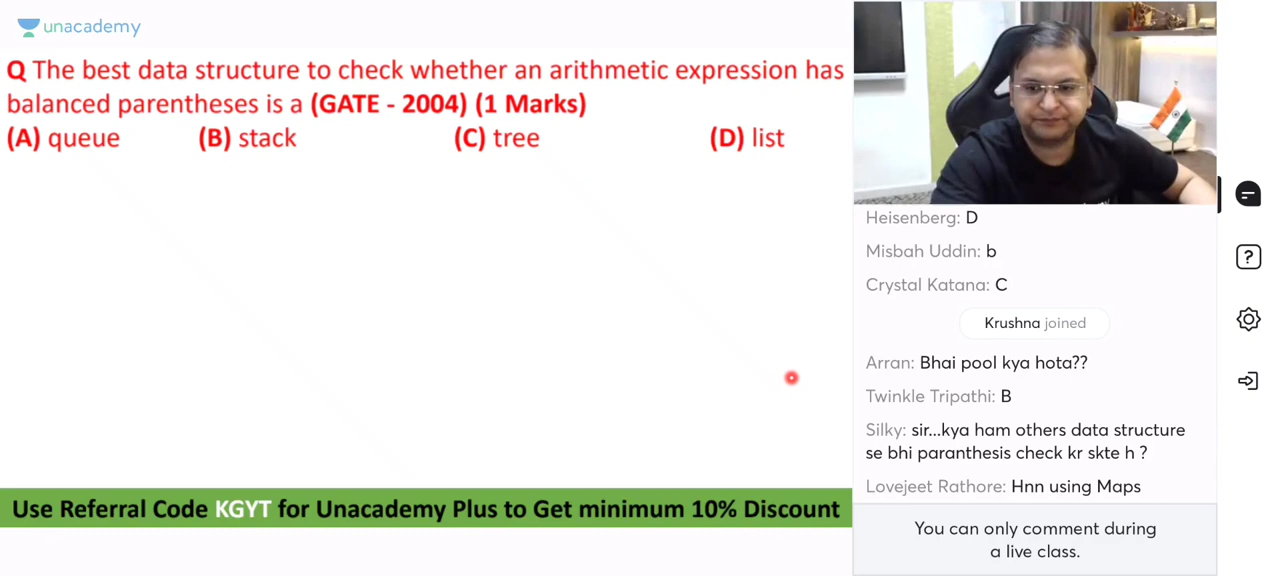 unacademy
Q The best data structure to check whether an arithmetic expression has
balanced parentheses is a (GATE - 2004) (1 Marks)
(A) queue (B) stack (C) tree (D) list
Heisenberg: D
Misbah Uddin: b
Crystal Katana: C
Krushna joined
Arran: Bhai pool kya hota??
Twinkle Tripathi: B
Silky: sir...kya ham others data structure
se bhi paranthesis check kr skte h ?
Lovejeet Rathore: Hnn using Maps
Use Referral Code KGYT for Unacademy Plus to Get minimum 10% Discount
You can only comment during
a live class.
?